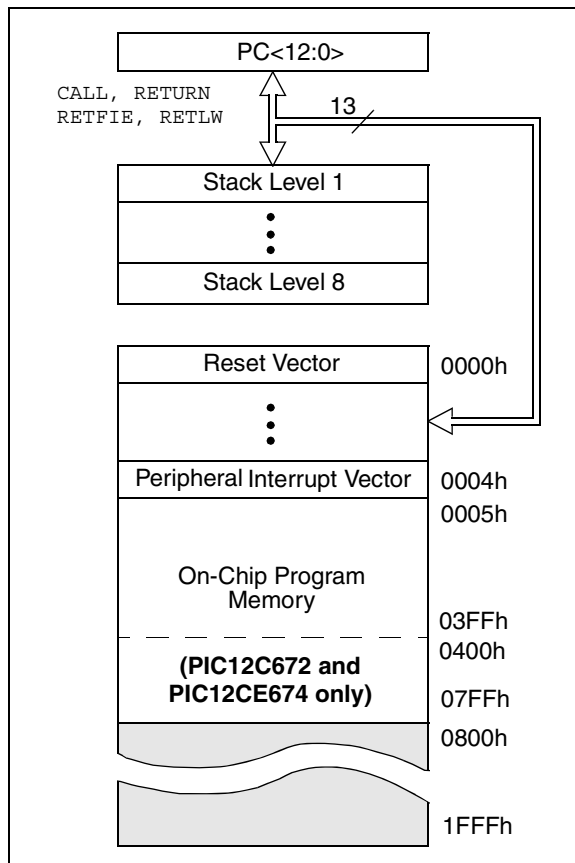 PC<12:0>
CALL, RETURN
RETFIE, RETLW
13
Stack Level 1
Stack Level 8
Reset Vector
0000h
Peripheral Interrupt Vector
0004h
0005h
On-Chip Program
Memory
03FFh
0400h
(PIC12C672 and
PIC12CE674 only)
07FFh
0800h
1FFFh